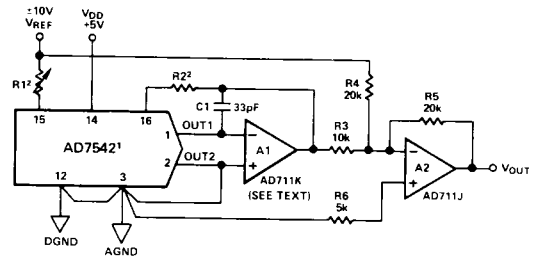 ±10V
VREF
VDD
+5V
R1²
R2²
C1
33pF
R4
20k
R5
20k
15
14
16
1
OUT1
AD7542¹
2
OUT2
A1
R3
10k
A2
VOUT
12
3
AD711K
(SEE TEXT)
R6
5k
AD711J
DGND
AGND